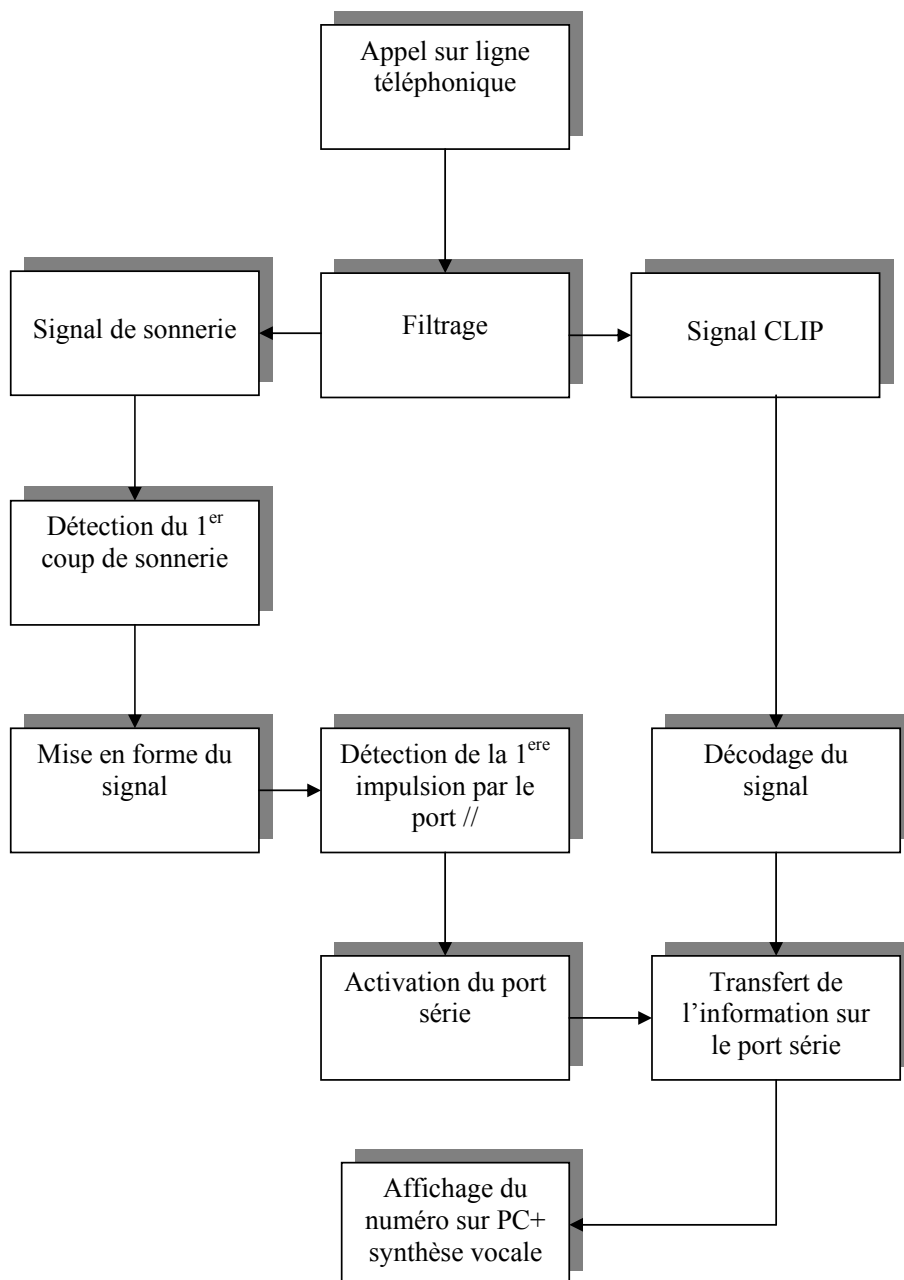 Appel sur ligne
téléphonique
Signal de sonnerie
Filtrage
Signal CLIP
Détection du 1er
coup de sonnerie
Mise en forme du
signal
Détection de la 1ere
impulsion par le
port //
Décodage du
signal
Activation du port
série
Transfert de
l’information sur
le port série
Affichage du
numéro sur PC+
synthèse vocale